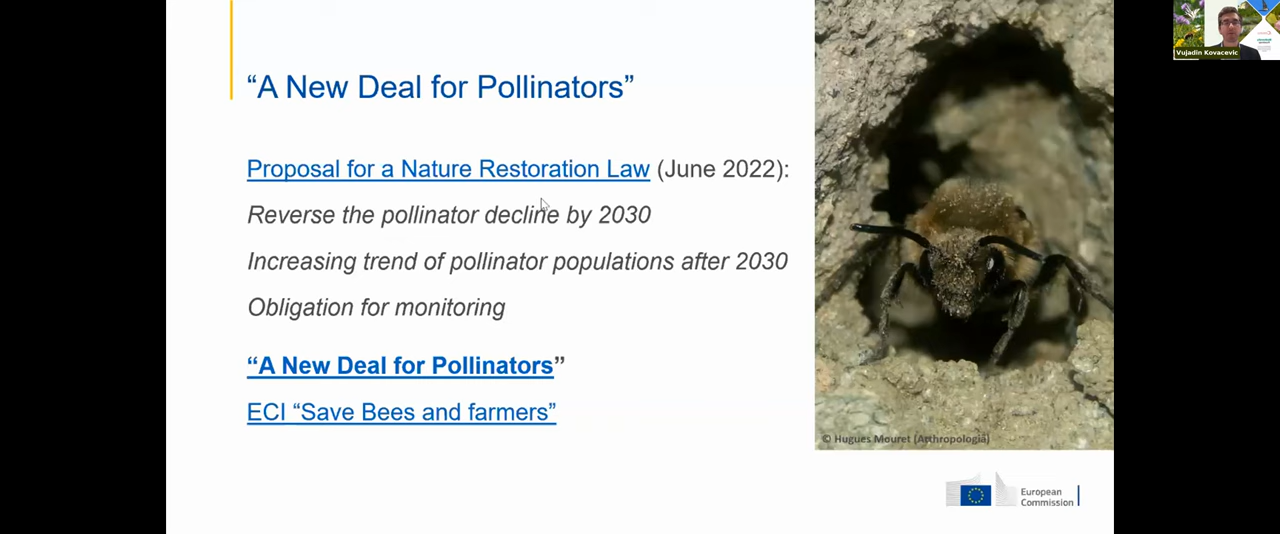 Vujadin Kovacevic
“A New Deal for Pollinators”
Proposal for a Nature Restoration Law (June 2022):
Reverse the pollinator decline by 2030
Increasing trend of pollinator populations after 2030
Obligation for monitoring
“A New Deal for Pollinators”
ECI “Save Bees and farmers”
© Hugues Mouret (Arthropologia)
European
Commission